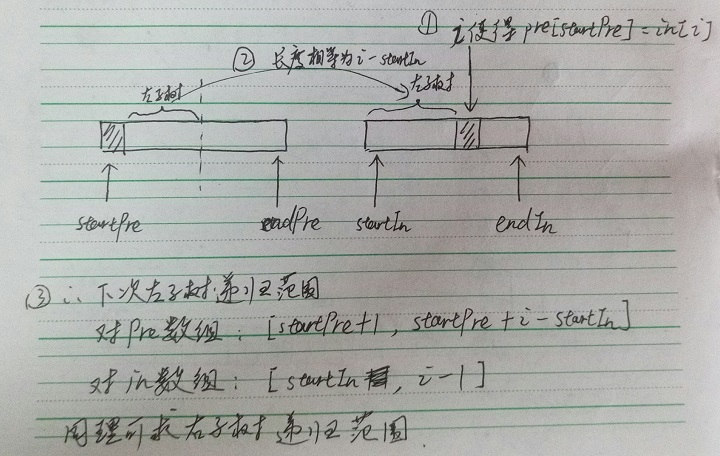 ① i使得 pre[startPre] = in[i]
② 长度相等为 i - startIn
左子树
左子树
startPre
endPre
startIn
endIn
③ ∴ 下次左子树递归范围
对 Pre 数组: [startPre+1, startPre + i - startIn]
对 in 数组: [startIn, i-1]
同理可求右子树递归范围.